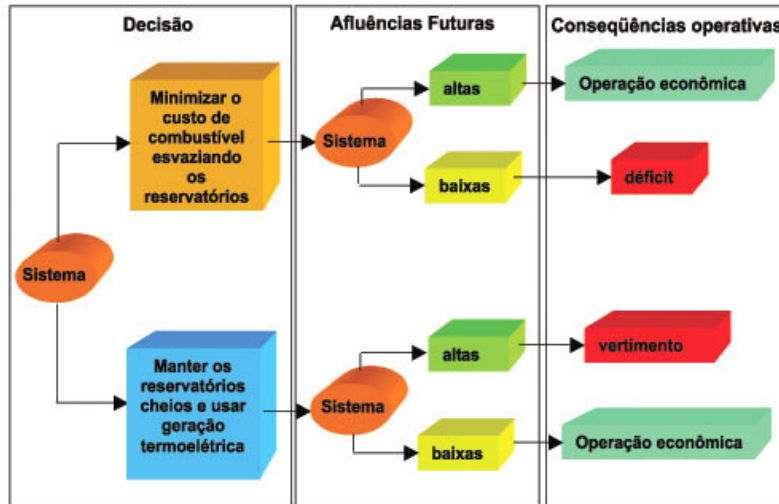 Decisão
Afluências Futuras
Conseqüências operativas
Minimizar o
custo de
combustível
esvaziando
os
reservatórios
Sistema
altas
Operação econômica
baixas
déficit
Sistema
Manter os
reservatórios
cheios e usar
geração
termoelétrica
Sistema
altas
vertimento
baixas
Operação econômica